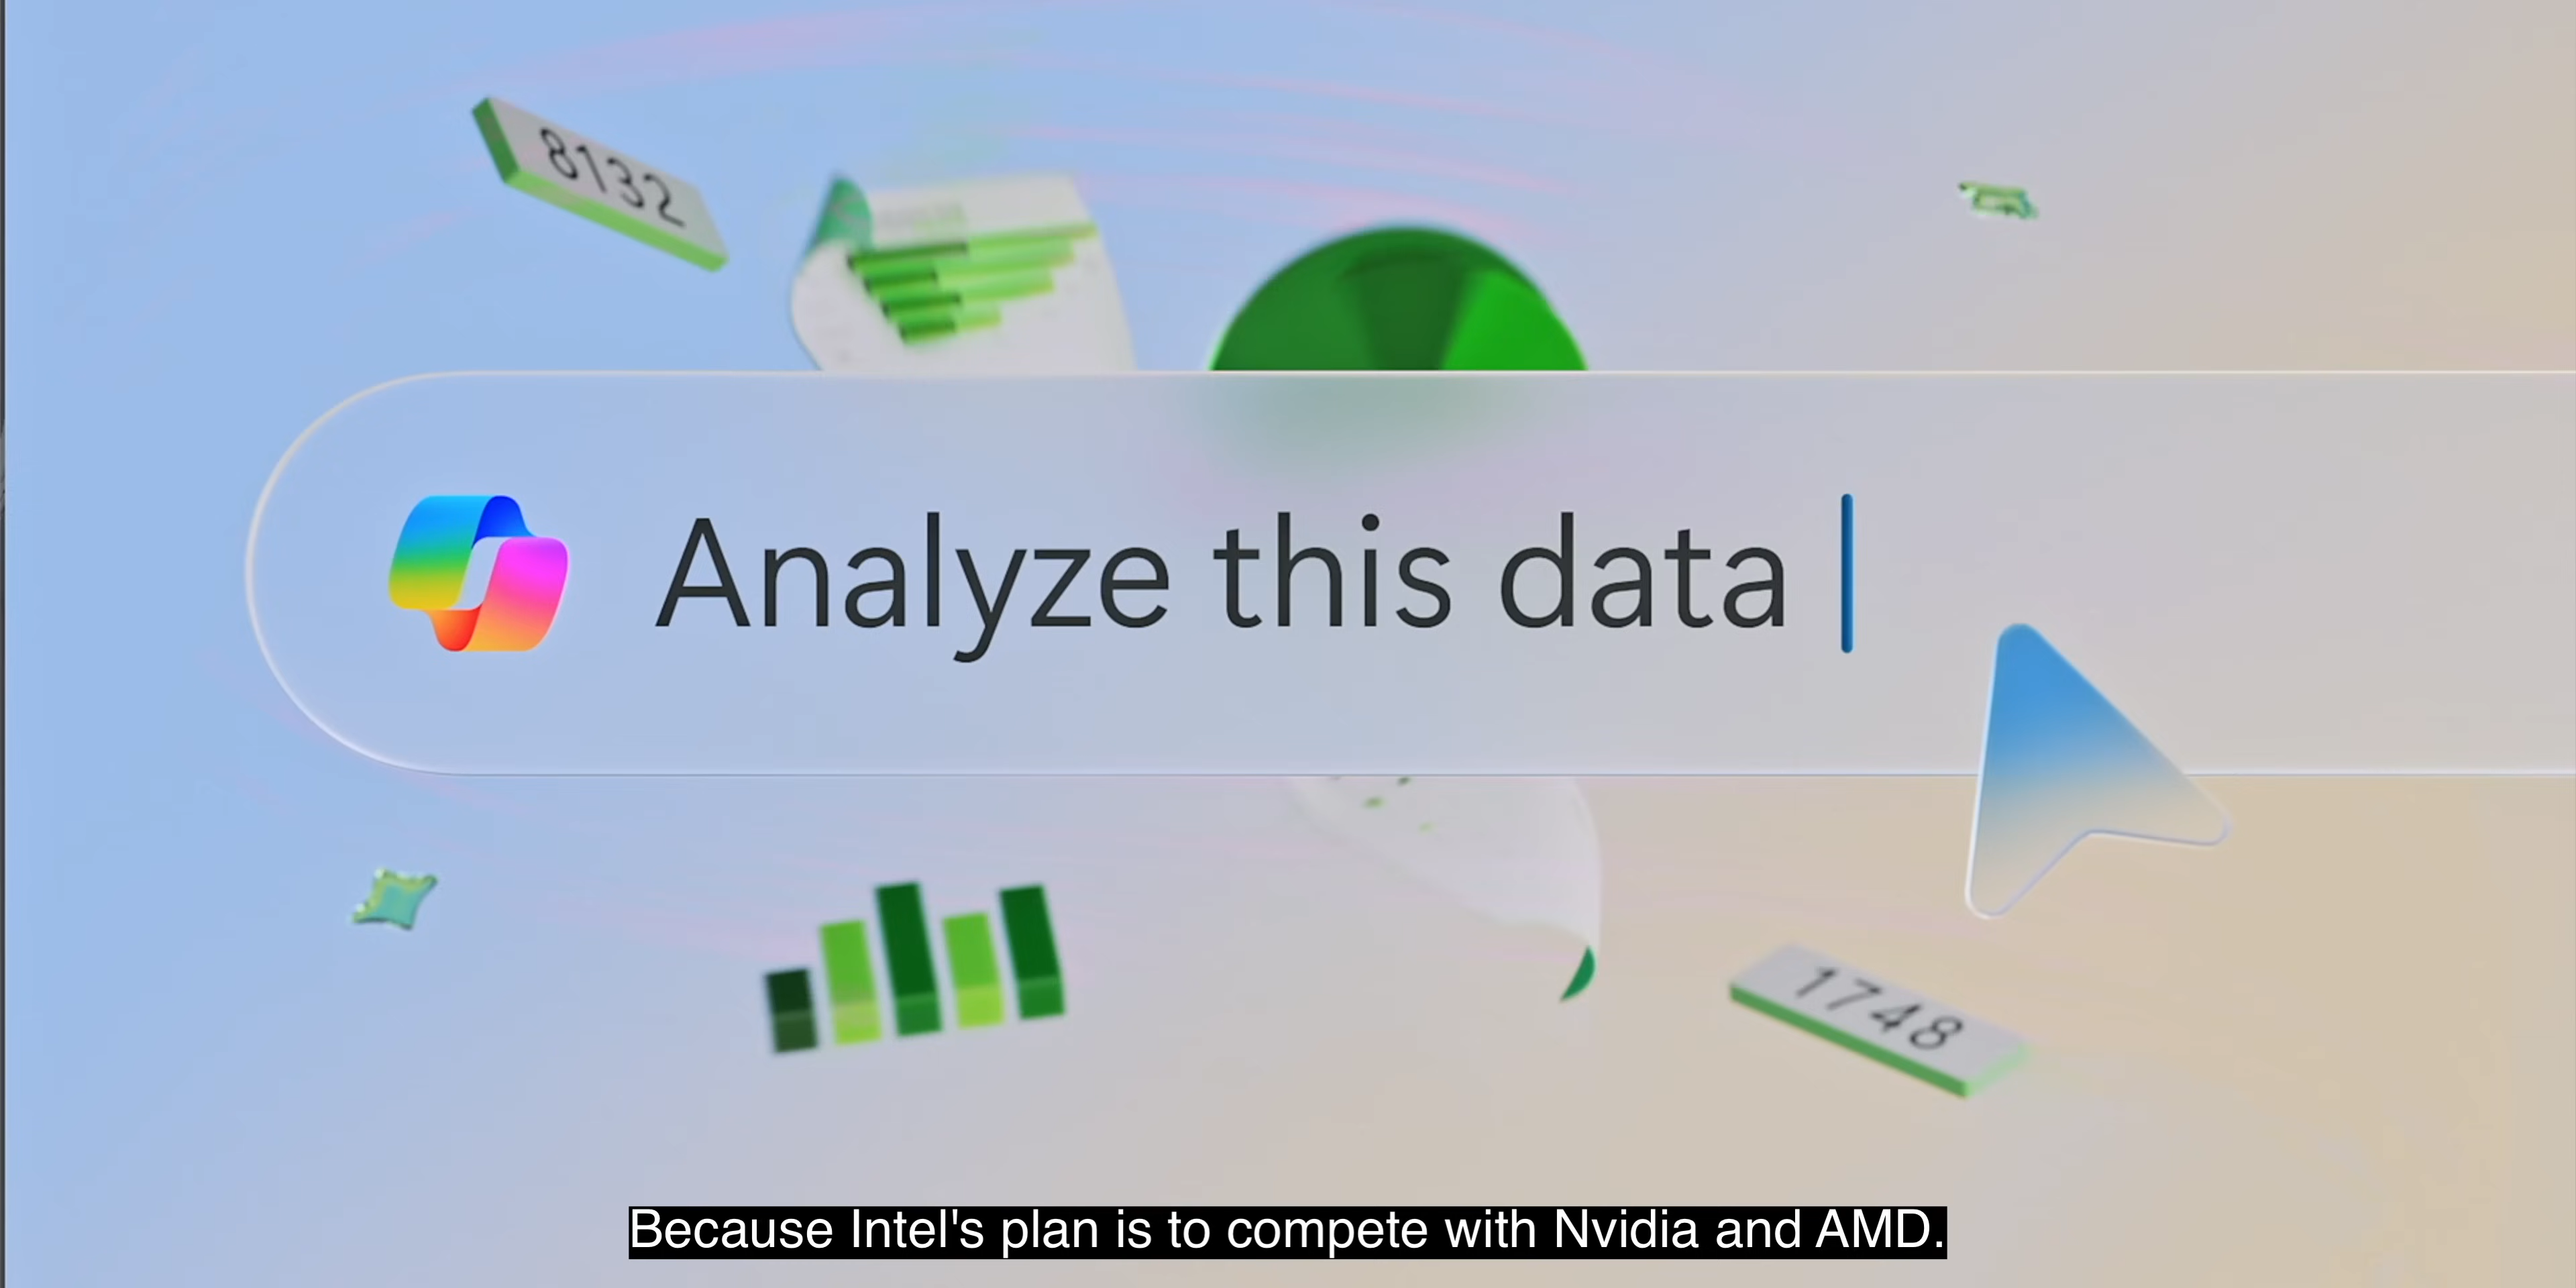 8132
Analyze this data
1748
Because Intel's plan is to compete with Nvidia and AMD.